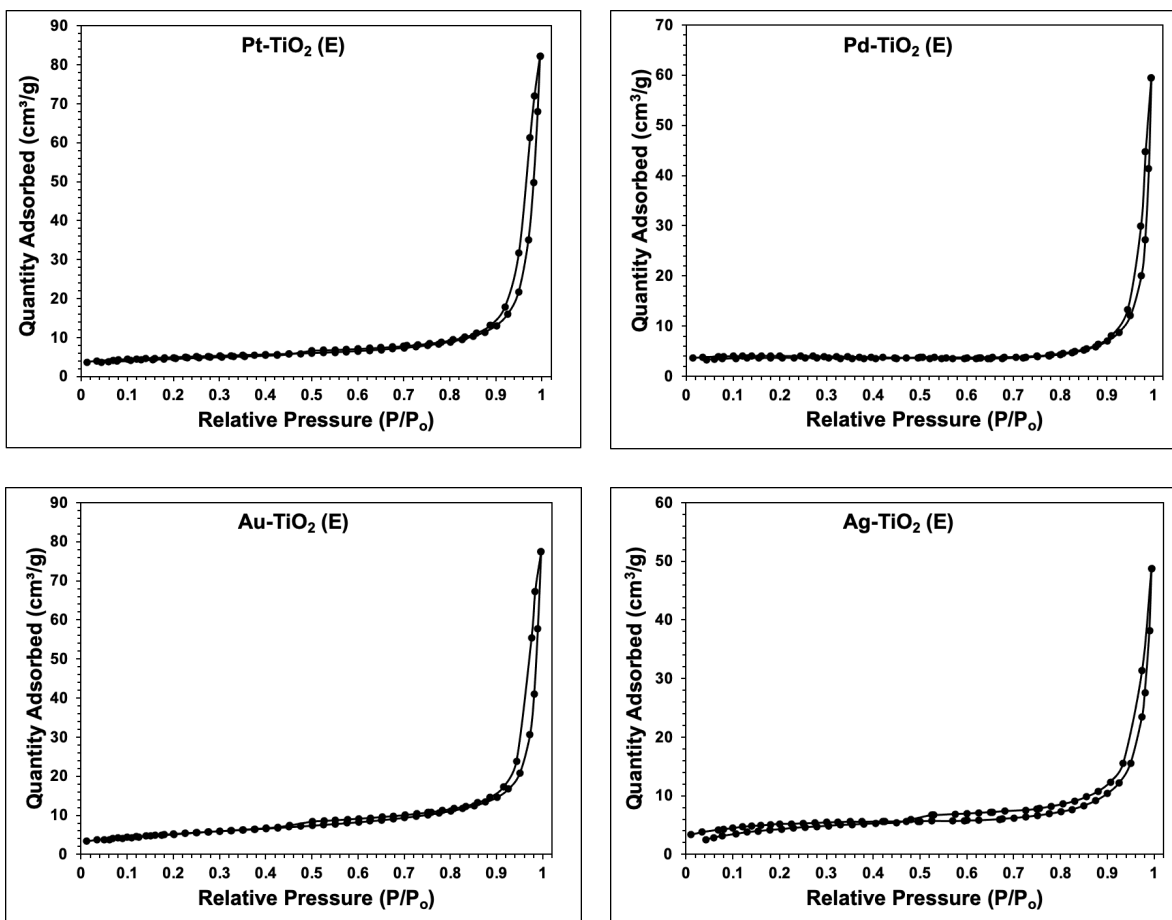 Pt-TiO₂ (E)
Quantity Adsorbed (cm³/g)
90
80
70
60
50
40
30
20
10
0
0 0.1 0.2 0.3 0.4 0.5 0.6 0.7 0.8 0.9 1
Relative Pressure (P/Pₒ)
Pd-TiO₂ (E)
Quantity Adsorbed (cm³/g)
70
60
50
40
30
20
10
0
0 0.1 0.2 0.3 0.4 0.5 0.6 0.7 0.8 0.9 1
Relative Pressure (P/Pₒ)
Au-TiO₂ (E)
Quantity Adsorbed (cm³/g)
90
80
70
60
50
40
30
20
10
0
0 0.1 0.2 0.3 0.4 0.5 0.6 0.7 0.8 0.9 1
Relative Pressure (P/Pₒ)
Ag-TiO₂ (E)
Quantity Adsorbed (cm³/g)
60
50
40
30
20
10
0
0 0.1 0.2 0.3 0.4 0.5 0.6 0.7 0.8 0.9 1
Relative Pressure (P/Pₒ)